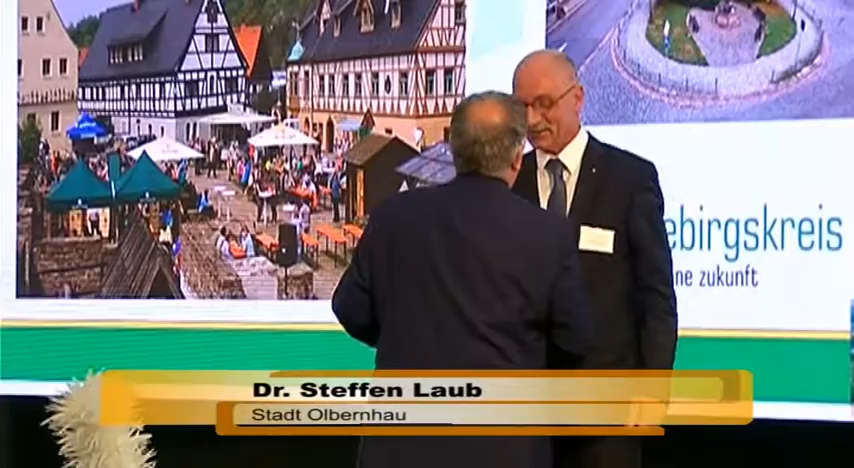 ebirgskreis
ne zukunft
Dr. Steffen Laub
Stadt Olbernhau